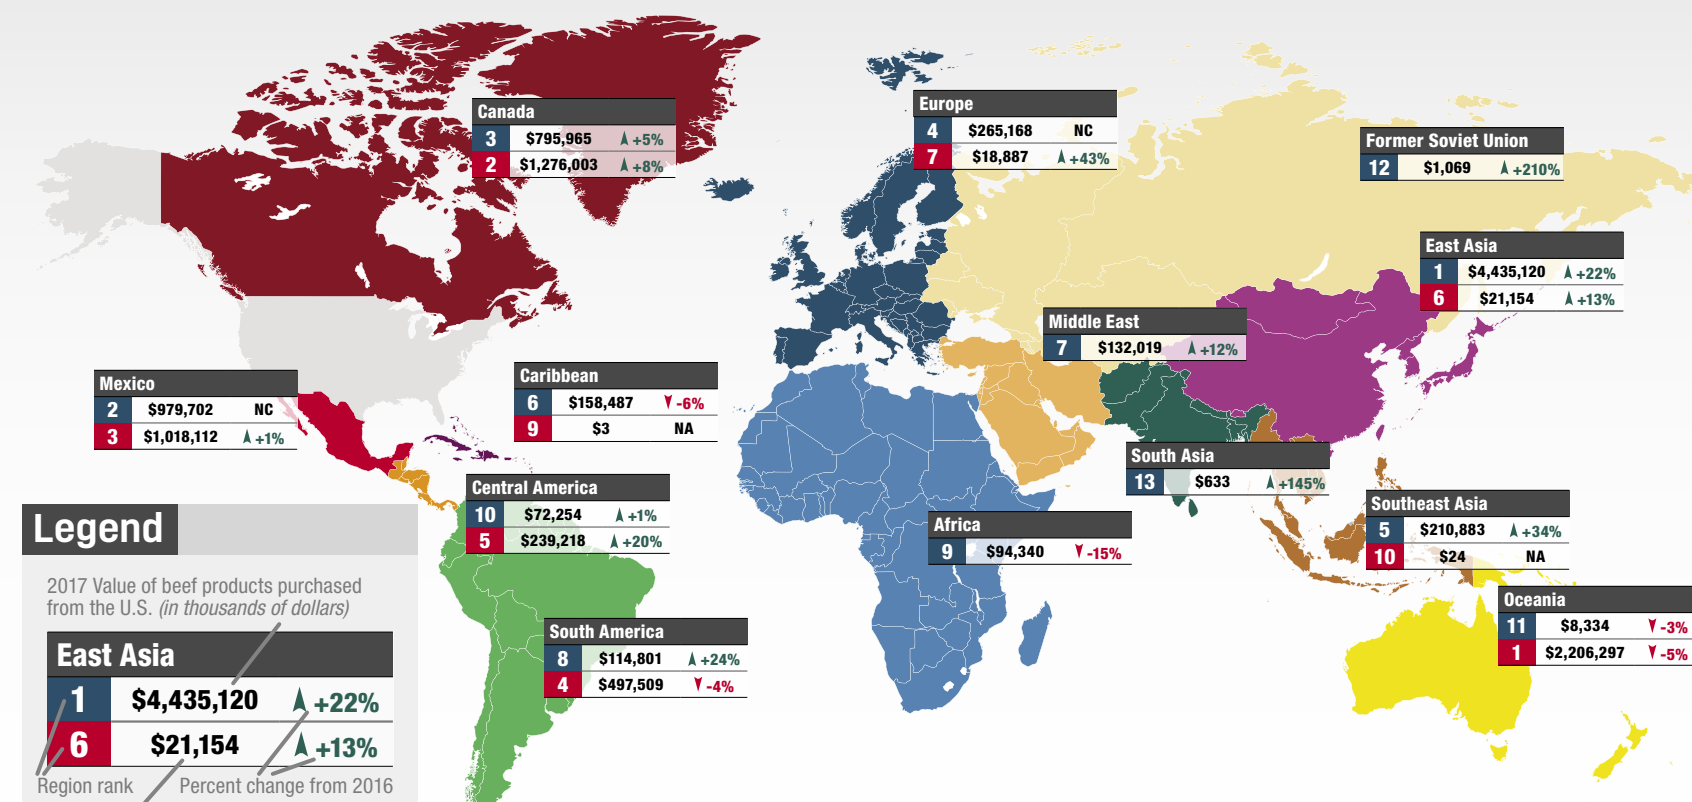 Canada
3 $795,965 +5%
2 $1,276,003 +8%
Europe
4 $265,168 NC
7 $18,887 +43%
Former Soviet Union
12 $1,069 +210%
East Asia
1 $4,435,120 +22%
6 $21,154 +13%
Middle East
7 $132,019 +12%
Mexico
2 $979,702 NC
3 $1,018,112 +1%
Caribbean
6 $158,487 -6%
9 $3 NA
South Asia
13 $633 +145%
Central America
10 $72,254 +1%
5 $239,218 +20%
Southeast Asia
5 $210,883 +34%
10 $24 NA
Africa
9 $94,340 -15%
Oceania
11 $8,334 -3%
1 $2,206,297 -5%
South America
8 $114,801 +24%
4 $497,509 -4%
Legend
2017 Value of beef products purchased
from the U.S. (in thousands of dollars)
East Asia
1 $4,435,120 +22%
6 $21,154 +13%
Region rank Percent change from 2016